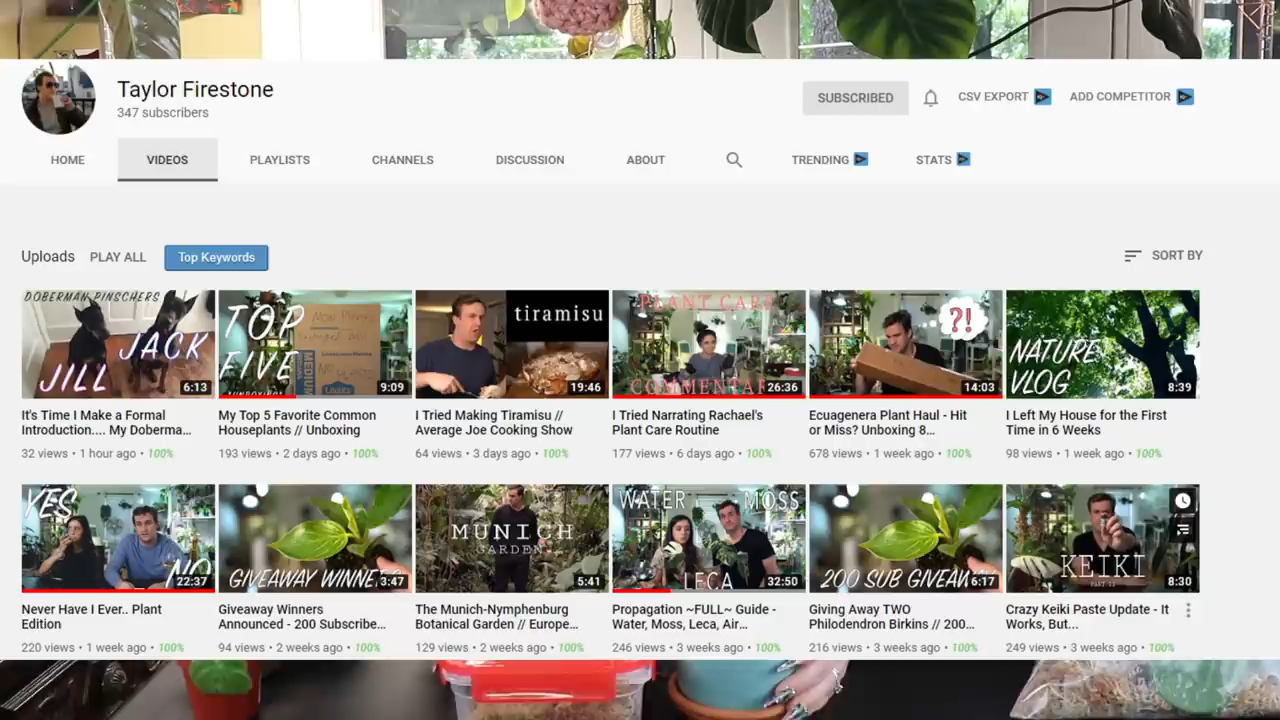 Taylor Firestone
347 subscribers
SUBSCRIBED
CSV EXPORT
ADD COMPETITOR
HOME
VIDEOS
PLAYLISTS
CHANNELS
DISCUSSION
ABOUT
TRENDING
STATS
Uploads
PLAY ALL
Top Keywords
SORT BY
DOBERMAN PINSCHERS
JACK
JILL
6:13
TOP
FIVE
9:09
tiramisu
19:46
PLANT CARE
COMMENTAR
26:36
?!
14:03
NATURE
VLOG
8:39
It's Time I Make a Formal
Introduction.... My Doberma...
32 views • 1 hour ago • 100%
My Top 5 Favorite Common
Houseplants // Unboxing
193 views • 2 days ago • 100%
I Tried Making Tiramisu //
Average Joe Cooking Show
64 views • 3 days ago • 100%
I Tried Narrating Rachael's
Plant Care Routine
177 views • 6 days ago • 100%
Ecuagenera Plant Haul - Hit
or Miss? Unboxing 8...
678 views • 1 week ago • 100%
I Left My House for the First
Time in 6 Weeks
98 views • 1 week ago • 100%
YES
NO
22:37
GIVEAWAY WINNERS
3:47
MUNICH
GARDEN
5:41
WATER MOSS
LECA
32:50
200 SUB GIVEAW
6:17
KEIKI
PART II
8:30
Never Have I Ever.. Plant
Edition
220 views • 1 week ago • 100%
Giveaway Winners
Announced - 200 Subscribe...
94 views • 2 weeks ago • 100%
The Munich-Nymphenburg
Botanical Garden // Europe...
129 views • 2 weeks ago • 100%
Propagation ~FULL~ Guide -
Water, Moss, Leca, Air...
246 views • 3 weeks ago • 100%
Giving Away TWO
Philodendron Birkins // 200...
216 views • 3 weeks ago • 100%
Crazy Keiki Paste Update - It
Works, But...
249 views • 3 weeks ago • 100%